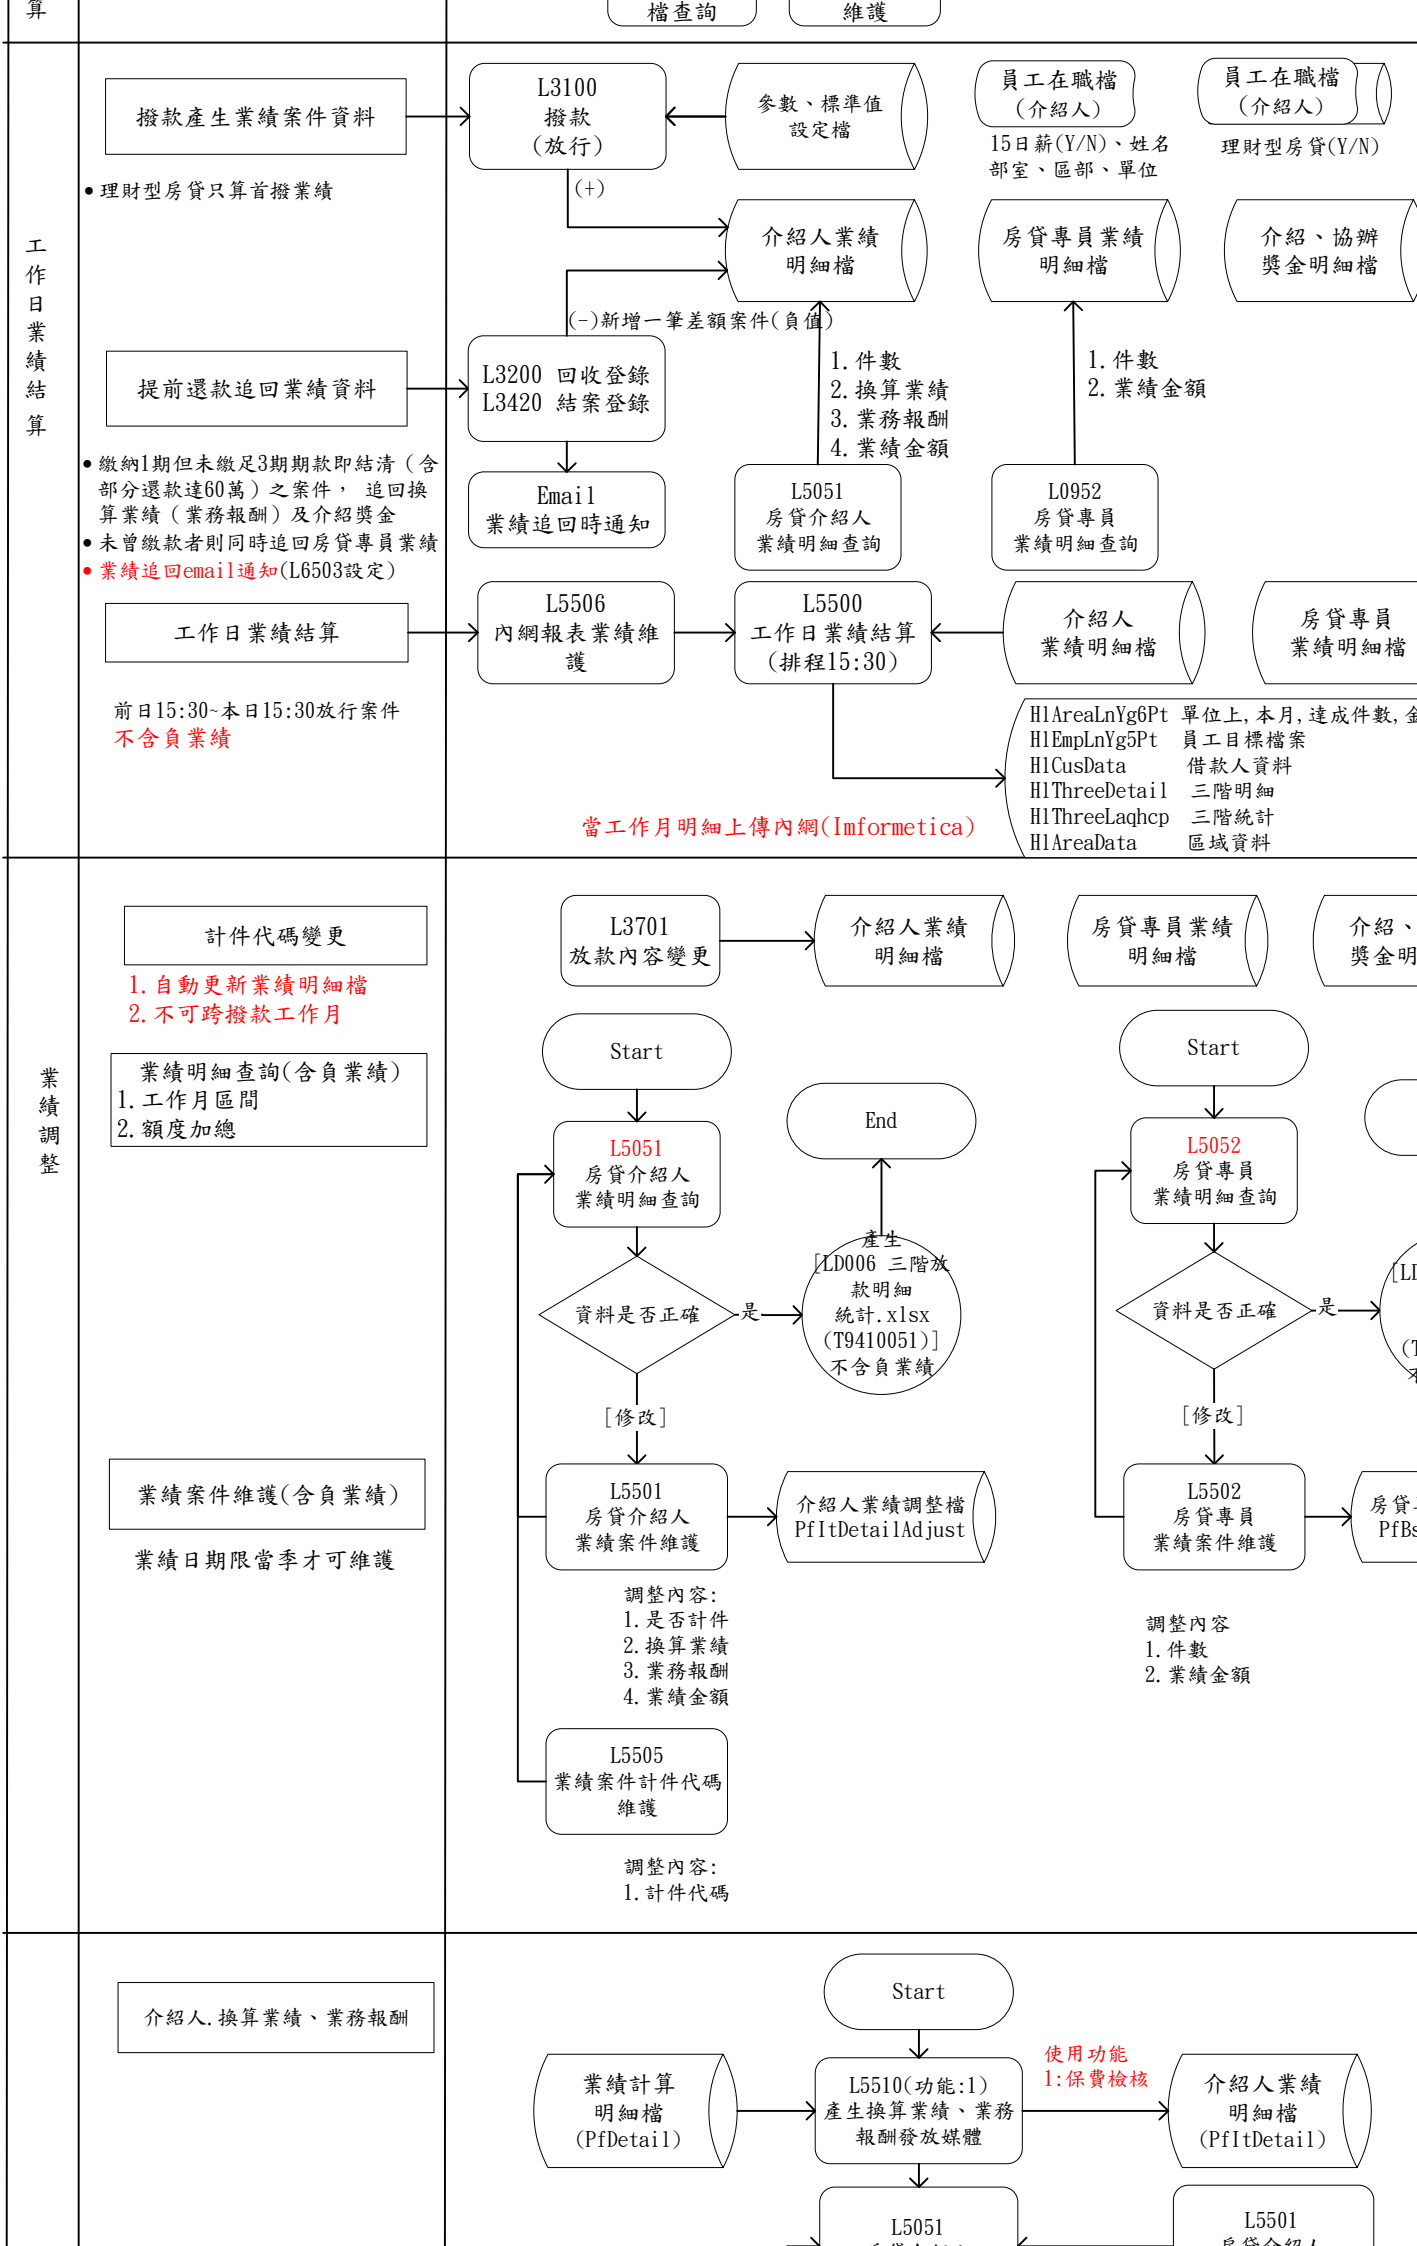 算
檔查詢
維護
工作日業績結算
撥款產生業績案件資料
L3100
撥款
(放行)
參數、標準值
設定檔
員工在職檔
(介紹人)
15日薪(Y/N)、姓名
部室、區部、單位
員工在職檔
(介紹人)
理財型房貸(Y/N)
•理財型房貸只算首撥業績
(+)
介紹人業績
明細檔
房貸專員業績
明細檔
介紹、協辦
獎金明細檔
(-)新增一筆差額案件(負值)
提前還款追回業績資料
L3200 回收登錄
L3420 結案登錄
1.件數
2.換算業績
3.業務報酬
4.業績金額
1.件數
2.業績金額
•繳納1期但未繳足3期期款即結清（含
部分還款達60萬）之案件， 追回換
算業績（業務報酬）及介紹獎金
•未曾繳款者則同時追回房貸專員業績
•業績追回email通知(L6503設定)
Email
業績追回時通知
L5051
房貸介紹人
業績明細查詢
L0952
房貸專員
業績明細查詢
工作日業績結算
L5506
內網報表業績維
護
L5500
工作日業績結算
(排程15:30)
介紹人
業績明細檔
房貸專員
業績明細檔
前日15:30~本日15:30放行案件
不含負業績
HlAreaLnYg6Pt 單位上,本月,達成件數,金
HlEmpLnYg5Pt 員工目標檔案
HlCusData 借款人資料
HlThreeDetail 三階明細
HlThreeLaqhcp 三階統計
HlAreaData 區域資料
當工作月明細上傳內網(Imformetica)
業績調整
計件代碼變更
1.自動更新業績明細檔
2.不可跨撥款工作月
L3701
放款內容變更
介紹人業績
明細檔
房貸專員業績
明細檔
介紹、
獎金明
業績明細查詢(含負業績)
1.工作月區間
2.額度加總
Start
L5051
房貸介紹人
業績明細查詢
End
Start
L5052
房貸專員
業績明細查詢
資料是否正確
是
產生
[LD006 三階放
款明細
統計.xlsx
(T9410051)]
不含負業績
資料是否正確
是
[LD
(T
不
[修改]
[修改]
業績案件維護(含負業績)
業績日期限當季才可維護
L5501
房貸介紹人
業績案件維護
介紹人業績調整檔
PfItDetailAdjust
L5502
房貸專員
業績案件維護
房貸專
PfBs
調整內容:
1.是否計件
2.換算業績
3.業務報酬
4.業績金額
調整內容
1.件數
2.業績金額
L5505
業績案件計件代碼
維護
調整內容:
1.計件代碼
介紹人.換算業績、業務報酬
Start
業績計算
明細檔
(PfDetail)
L5510(功能:1)
產生換算業績、業務
報酬發放媒體
使用功能
1:保費檢核
介紹人業績
明細檔
(PfItDetail)
L5051
L5501
房貸介紹人